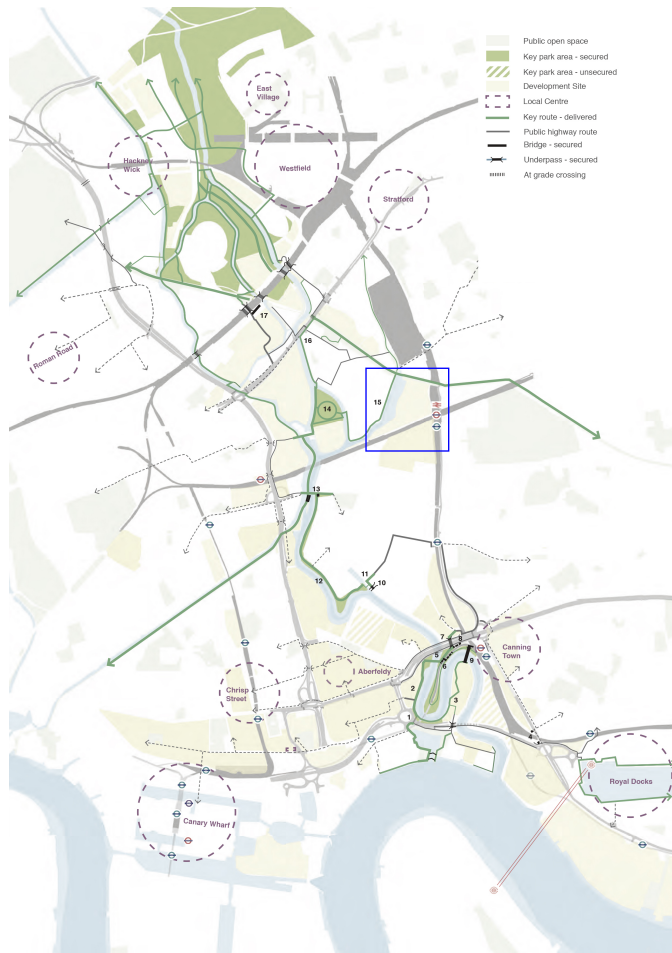 Public open space
Key park area - secured
Key park area - unsecured
Development Site
Local Centre
Key route - delivered
Public highway route
Bridge - secured
Underpass - secured
At grade crossing
East
Village
Hackney
Wick
Westfield
Stratford
17
16
Roman Road
15
14
13
11
10
12
7
8
5
6
9
Canning
Town
Aberfeldy
Chrisp
Street
2
3
1
Royal Docks
Canary Wharf